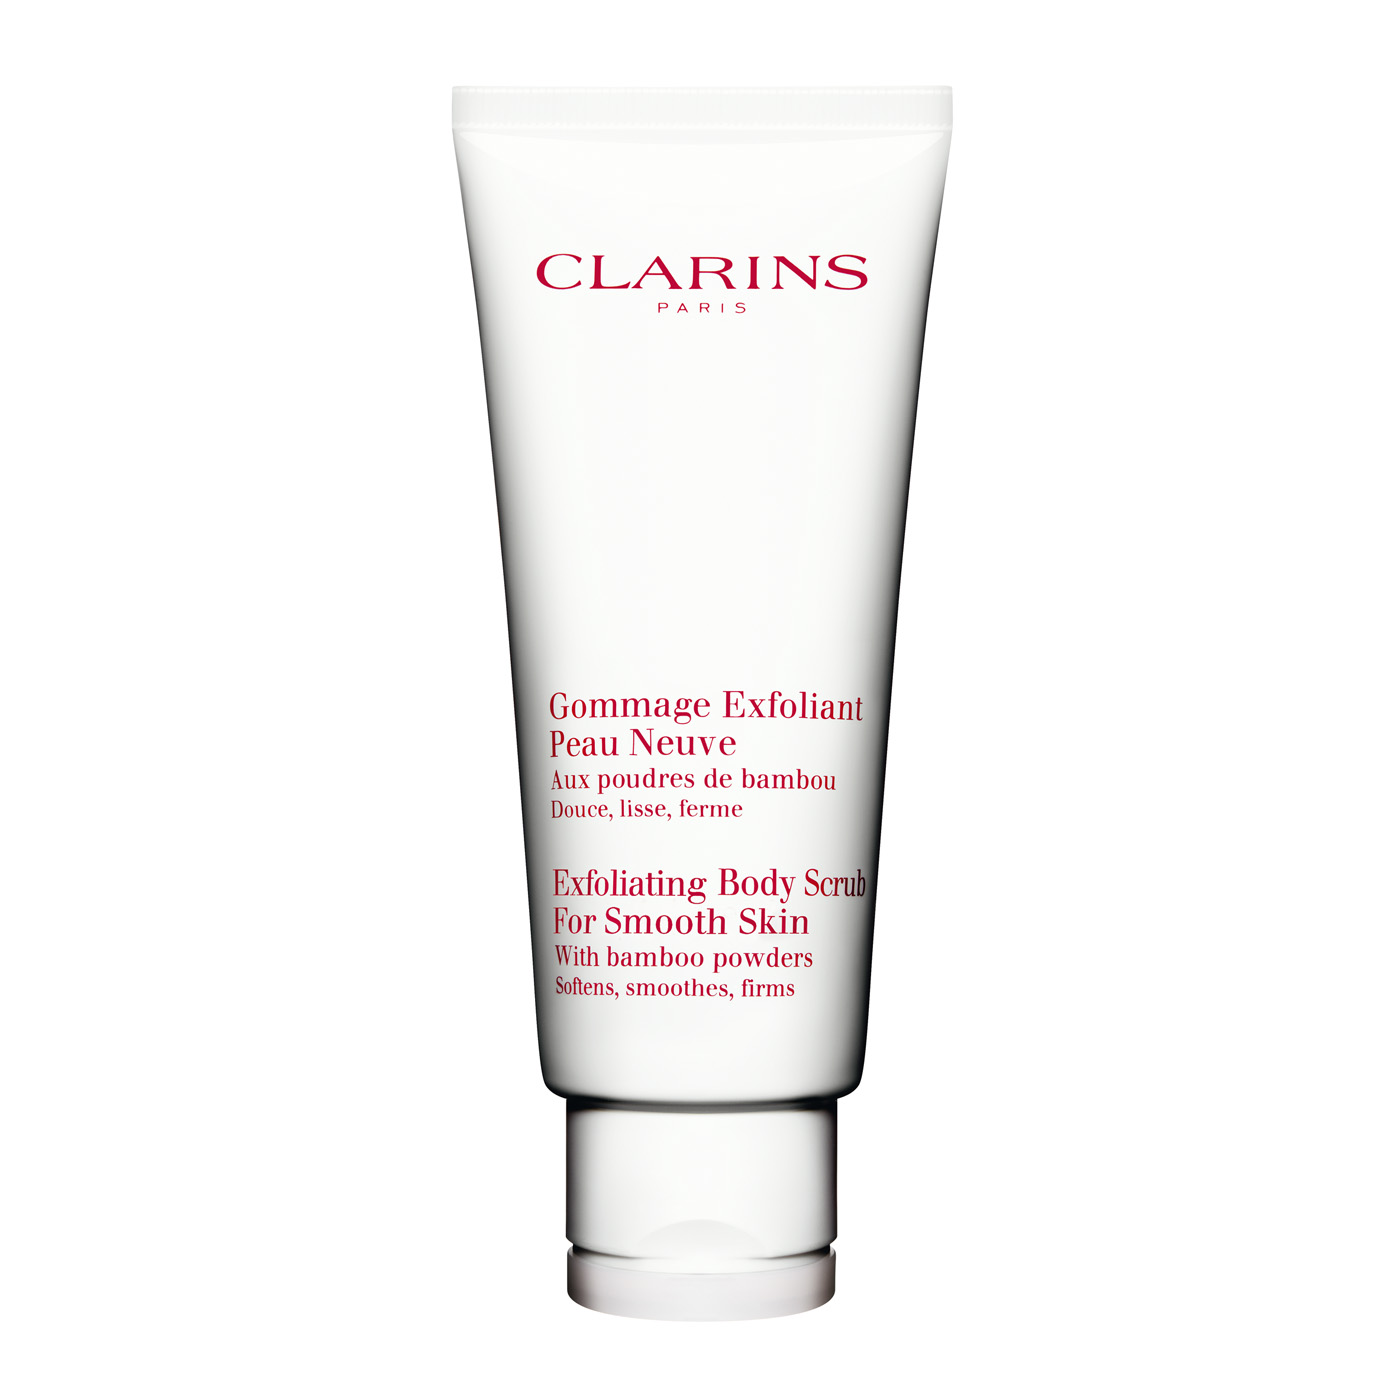 CLARINS
PARIS
Gommage Exfoliant
Peau Neuve
Aux poudres de bambou
Douce, lisse, ferme
Exfoliating Body Scrub
For Smooth Skin
With bamboo powders
Softens, smoothes, firms